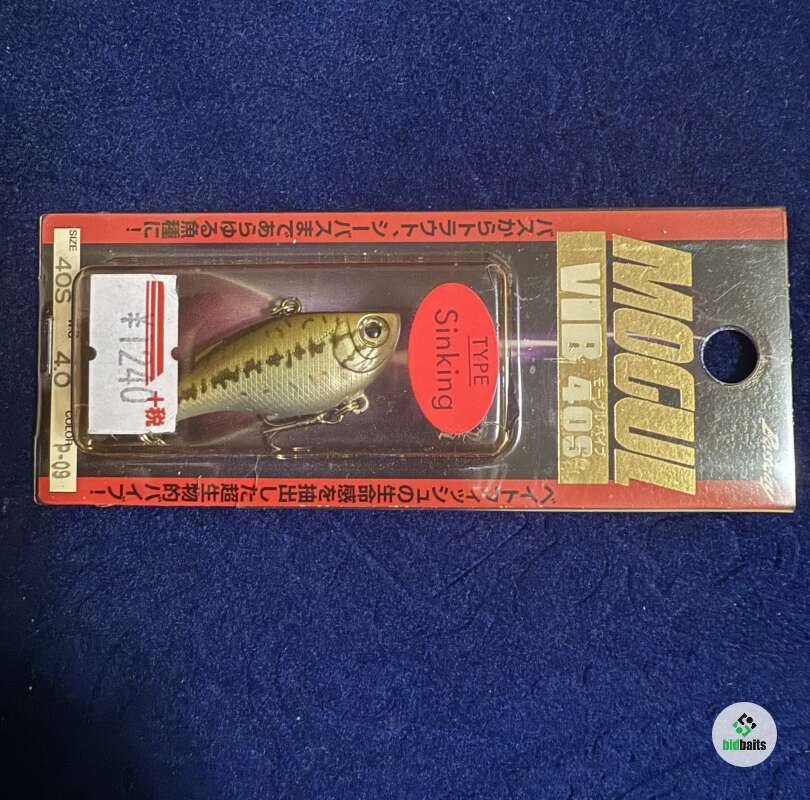 MOGUL
VIB 40S
モーグルバイブ
バスからトラウト、シーバスまであらゆる魚種に!
ベイトフィッシュの生命感を抽出した超生物的バイブ!
TYPE
Sinking
¥1240
+税
SIZE 40S 4.0 COLOR P-09
bidbaits